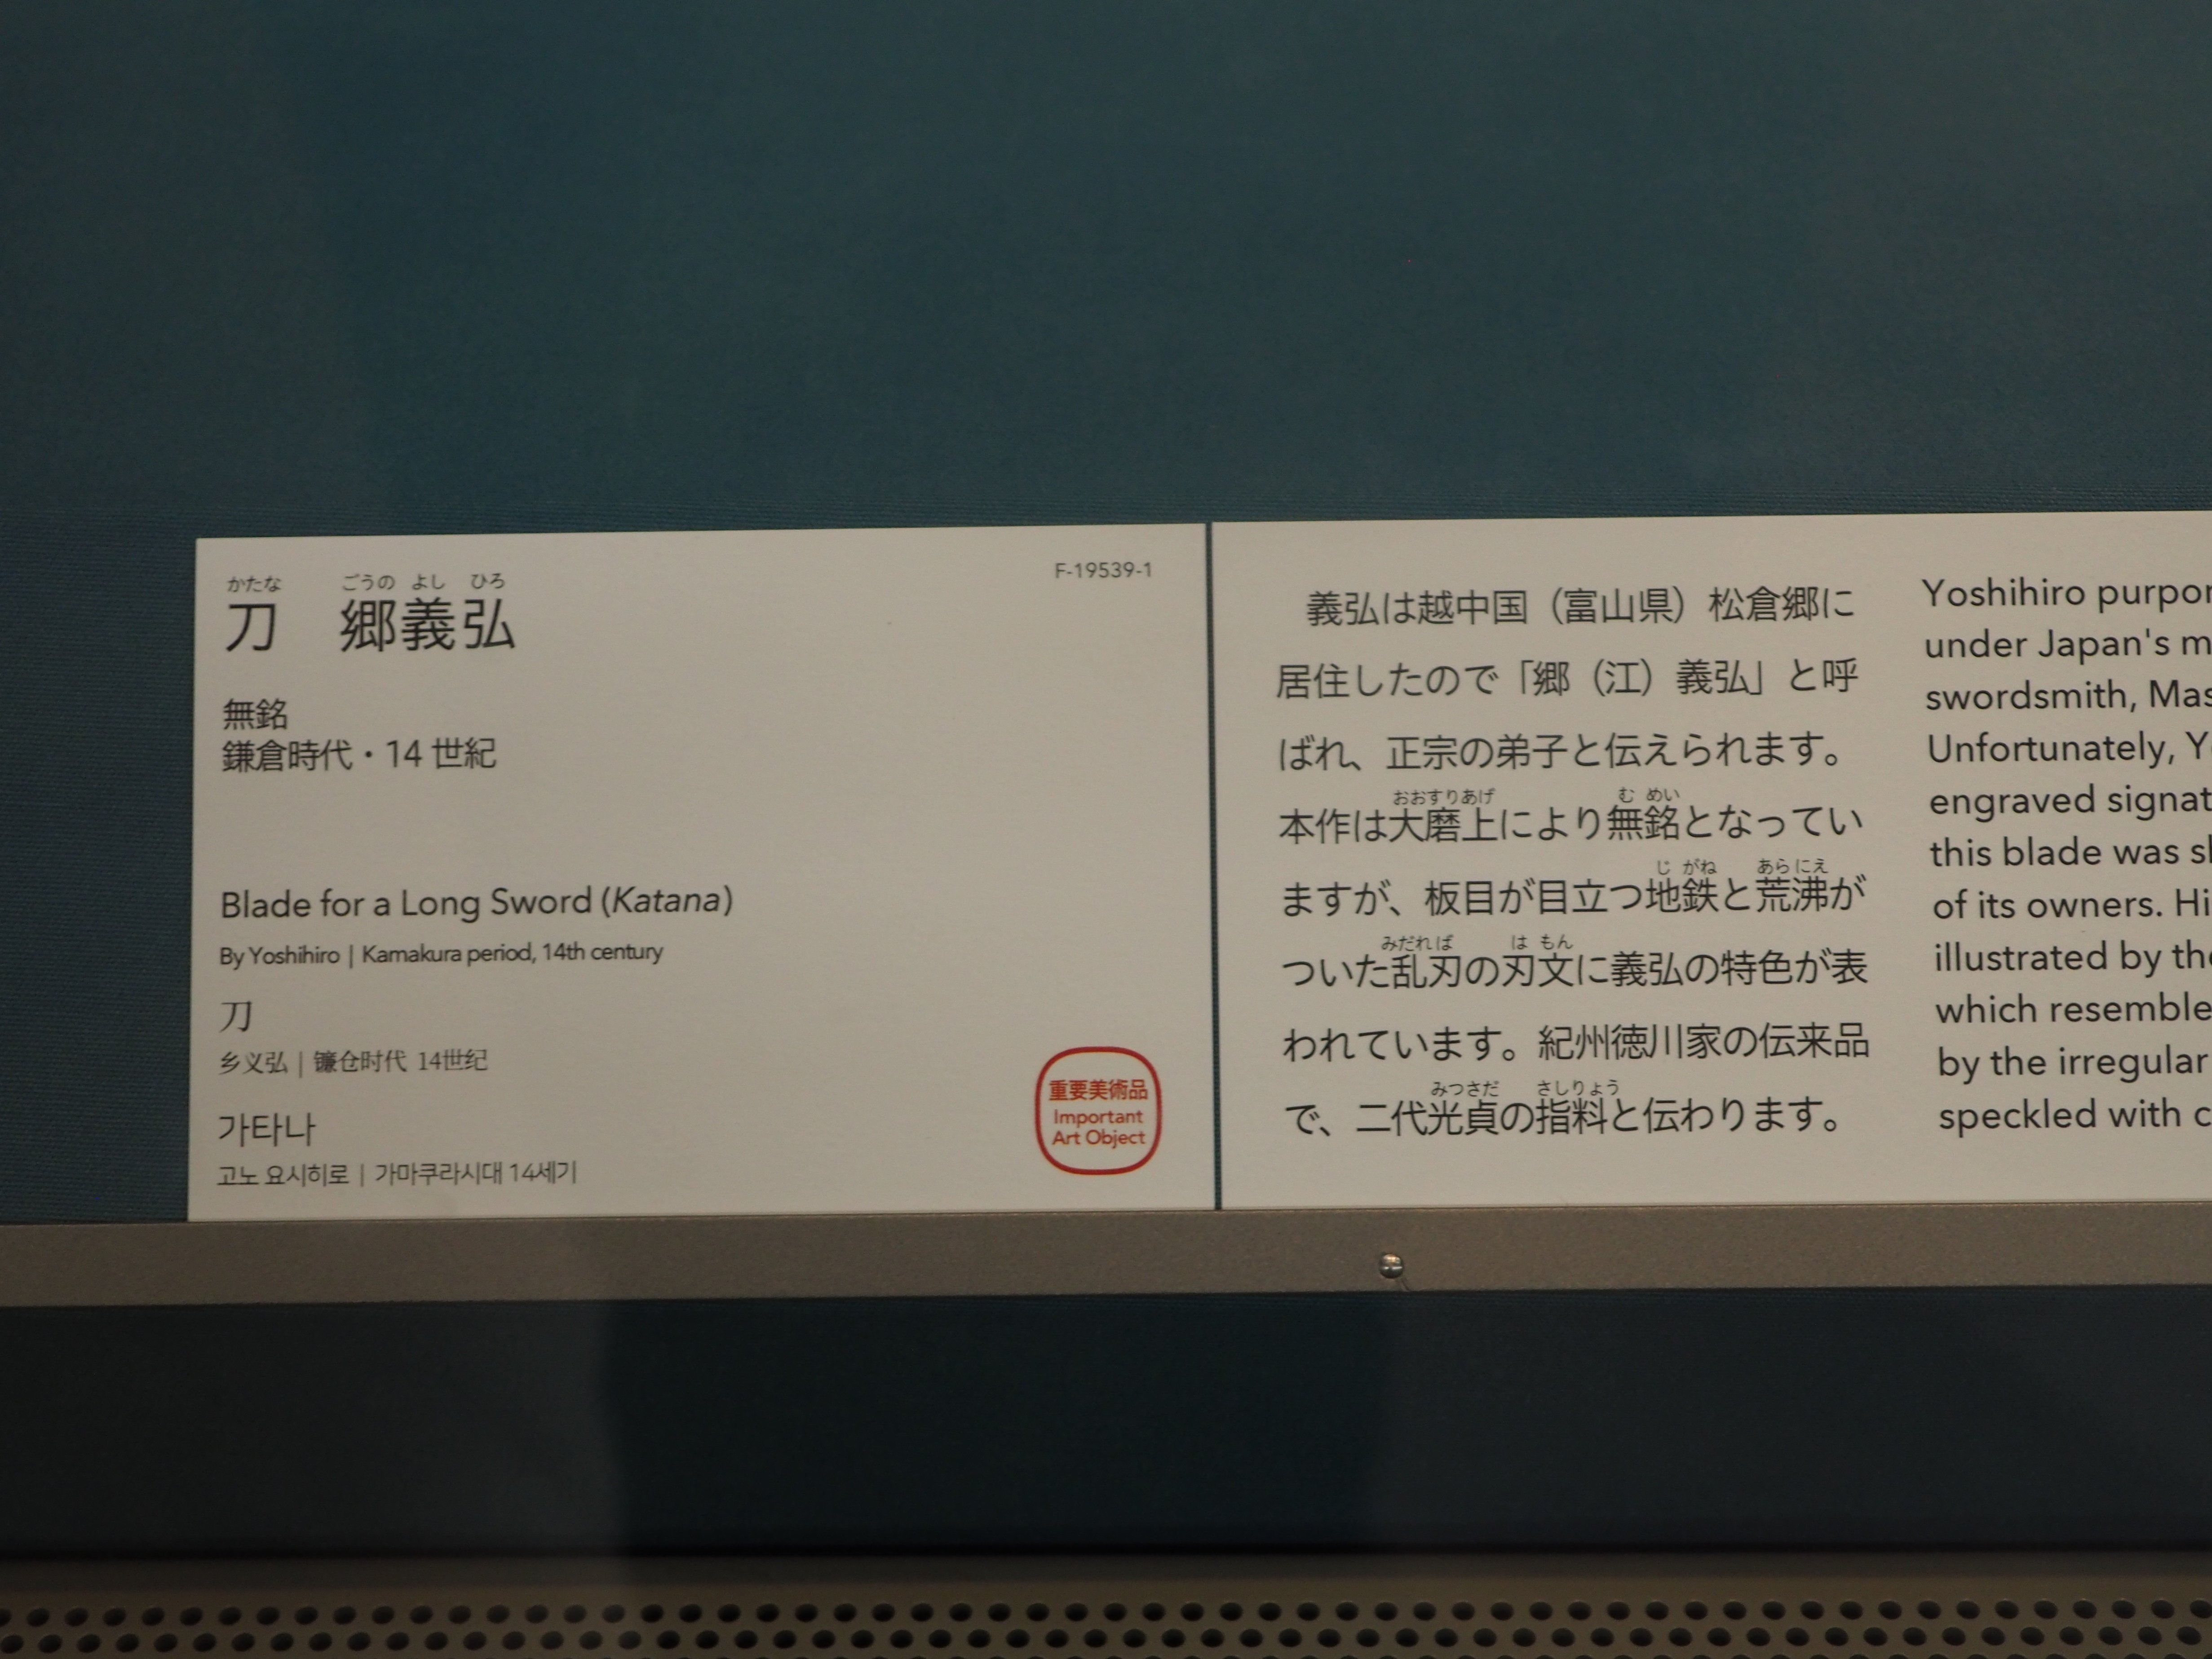 かたな ごうの よし ひろ
刀 郷義弘
F-19539-1
無銘
鎌倉時代・14 世紀
Blade for a Long Sword (Katana)
By Yoshihiro | Kamakura period, 14th century
刀
乡义弘 | 镰仓时代 14世纪
가타나
고노 요시히로 | 가마쿠라시대 14세기
重要美術品
Important
Art Object
義弘は越中国（富山県）松倉郷に
居住したので「郷（江）義弘」と呼
ばれ、正宗の弟子と伝えられます。
おおすりあげ む めい
本作は大磨上により無銘となってい
じ がね あら にえ
ますが、板目が目立つ地鉄と荒沸が
みだれば は もん
ついた乱刃の刃文に義弘の特色が表
われています。紀州徳川家の伝来品
みつさだ さしりょう
で、二代光貞の指料と伝わります。
Yoshihiro purpor
under Japan's m
swordsmith, Mas
Unfortunately, Y
engraved signat
this blade was s
of its owners. Hi
illustrated by the
which resemble
by the irregular
speckled with c